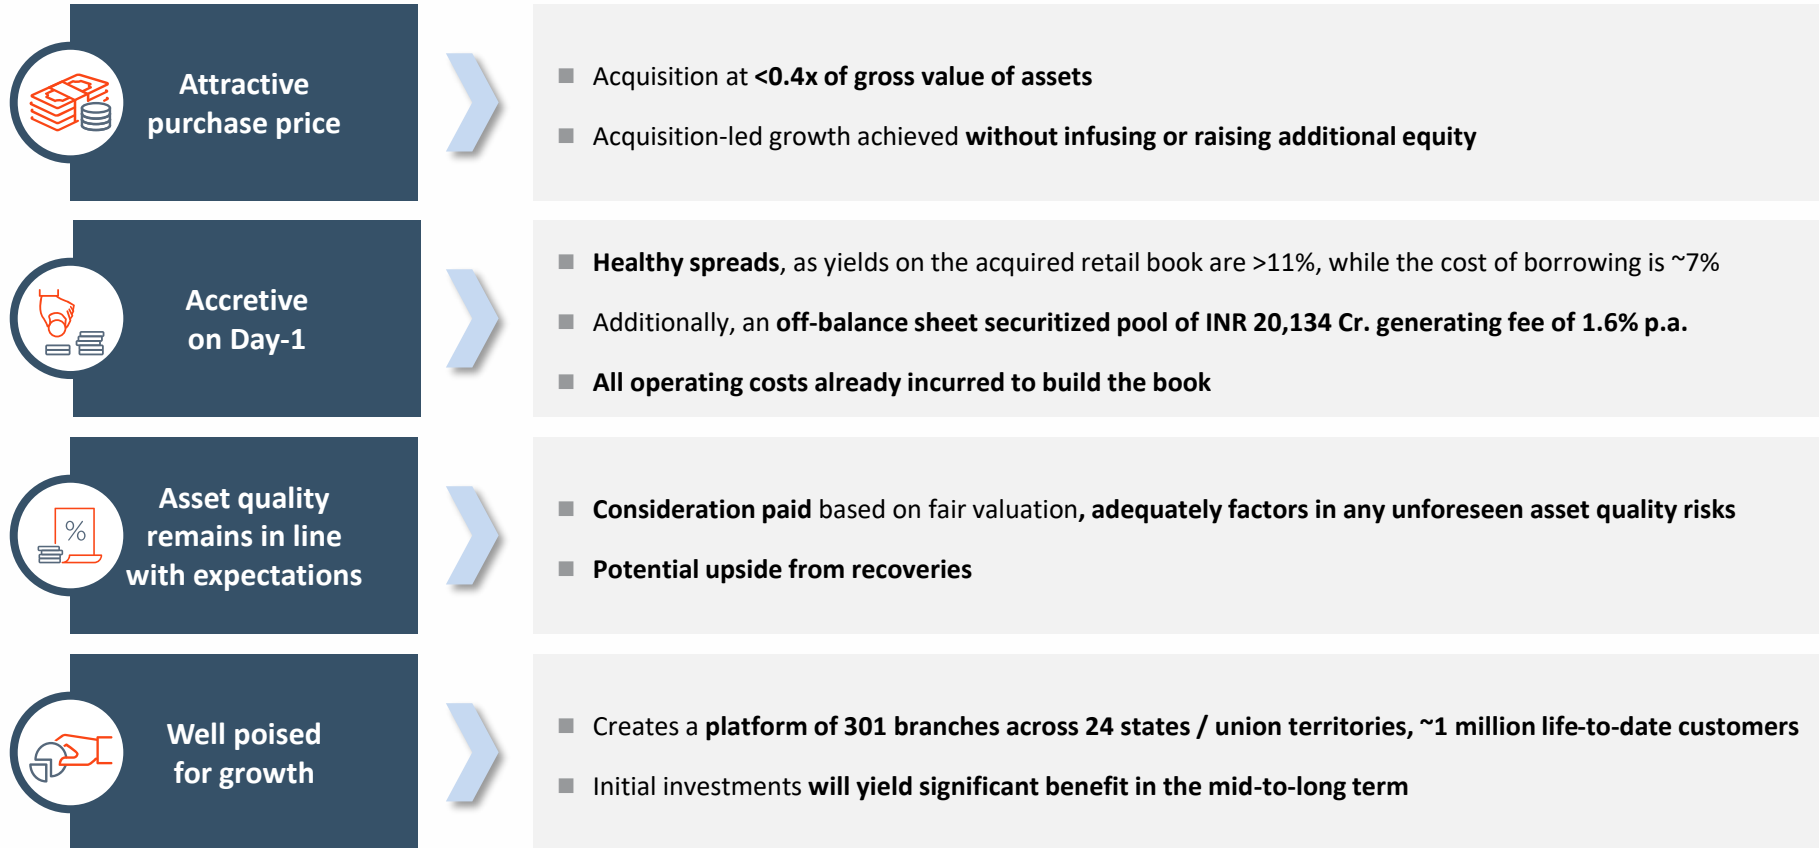 Attractive
purchase price
■ Acquisition at <0.4x of gross value of assets
■ Acquisition-led growth achieved without infusing or raising additional equity
Accretive
on Day-1
■ Healthy spreads, as yields on the acquired retail book are >11%, while the cost of borrowing is ~7%
■ Additionally, an off-balance sheet securitized pool of INR 20,134 Cr. generating fee of 1.6% p.a.
■ All operating costs already incurred to build the book
%
Asset quality
remains in line
with expectations
■ Consideration paid based on fair valuation, adequately factors in any unforeseen asset quality risks
■ Potential upside from recoveries
Well poised
for growth
■ Creates a platform of 301 branches across 24 states / union territories, ~1 million life-to-date customers
■ Initial investments will yield significant benefit in the mid-to-long term